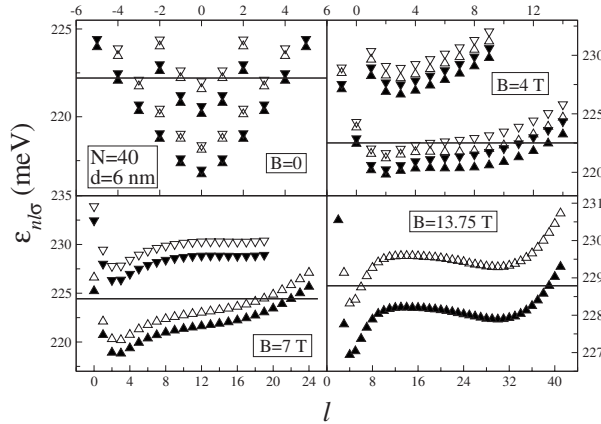 -6 -4 -2 0 2 4 6
0 4 8 12
225
222
217
230
225
220
B=4 T
N=40
d=6 nm
B=0
εnlσ (meV)
235
230
225
220
231
230
229
228
227
B=13.75 T
B=7 T
0 4 8 12 16 20 24
0 8 16 24 32 40
l